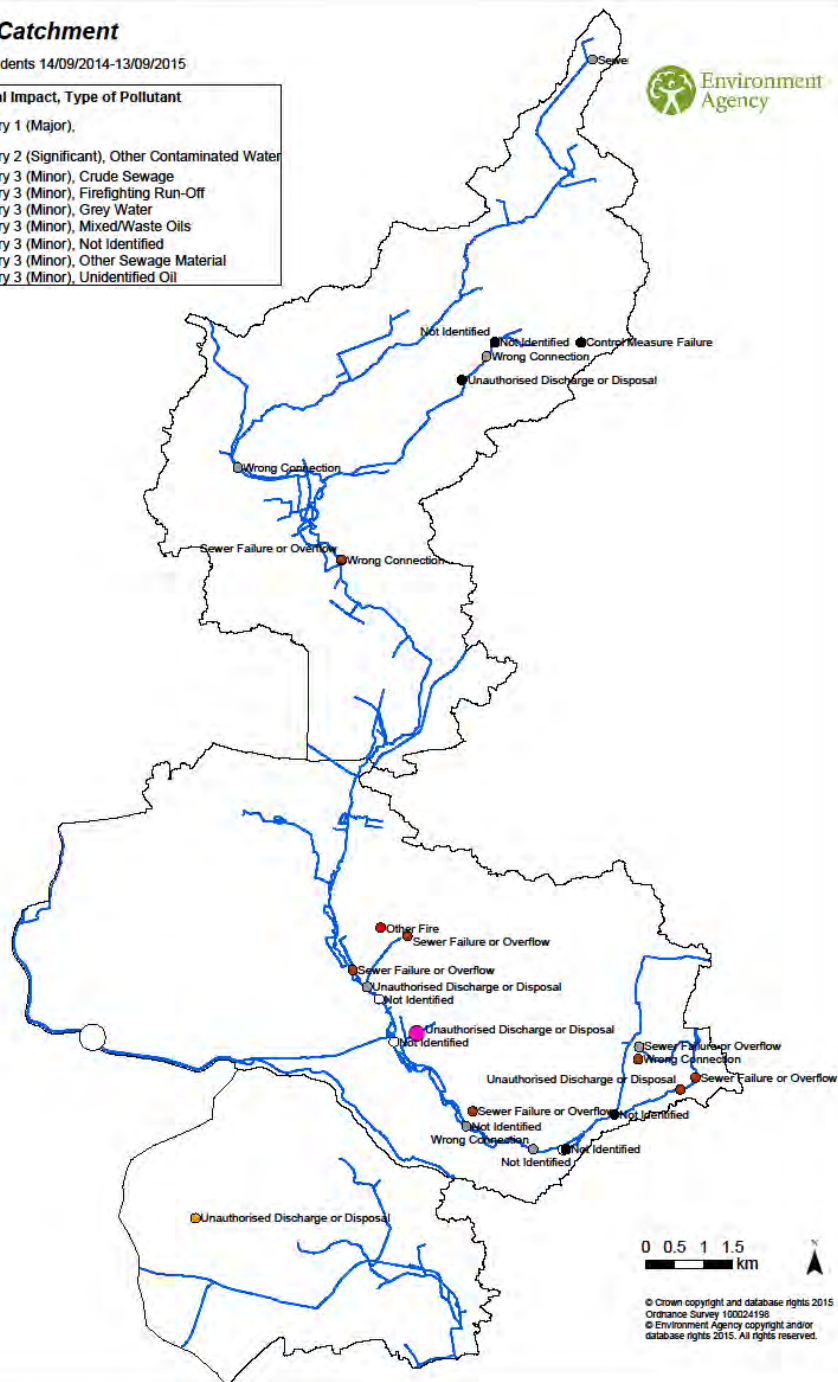 Catchment
dents 14/09/2014-13/09/2015
al Impact, Type of Pollutant
ry 1 (Major),
ry 2 (Significant), Other Contaminated Water
ry 3 (Minor), Crude Sewage
ry 3 (Minor), Firefighting Run-Off
ry 3 (Minor), Grey Water
ry 3 (Minor), Mixed/Waste Oils
ry 3 (Minor), Not Identified
ry 3 (Minor), Other Sewage Material
ry 3 (Minor), Unidentified Oil
Environment
Agency
Sewe
Not Identified
Not Identified
Control Measure Failure
Wrong Connection
Unauthorised Discharge or Disposal
Wrong Connection
Sewer Failure or Overflow
Wrong Connection
Other Fire
Sewer Failure or Overflow
Sewer Failure or Overflow
Unauthorised Discharge or Disposal
Not Identified
Unauthorised Discharge or Disposal
Not Identified
Sewer Failure or Overflow
Wrong Connection
Unauthorised Discharge or Disposal
Sewer Failure or Overflow
Sewer Failure or Overflow
Not Identified
Not Identified
Wrong Connection
Not Identified
Not Identified
Unauthorised Discharge or Disposal
0 0.5 1 1.5
km
N
© Crown copyright and database rights 2015
Ordnance Survey 100024198
© Environment Agency copyright and/or
database rights 2015. All rights reserved.